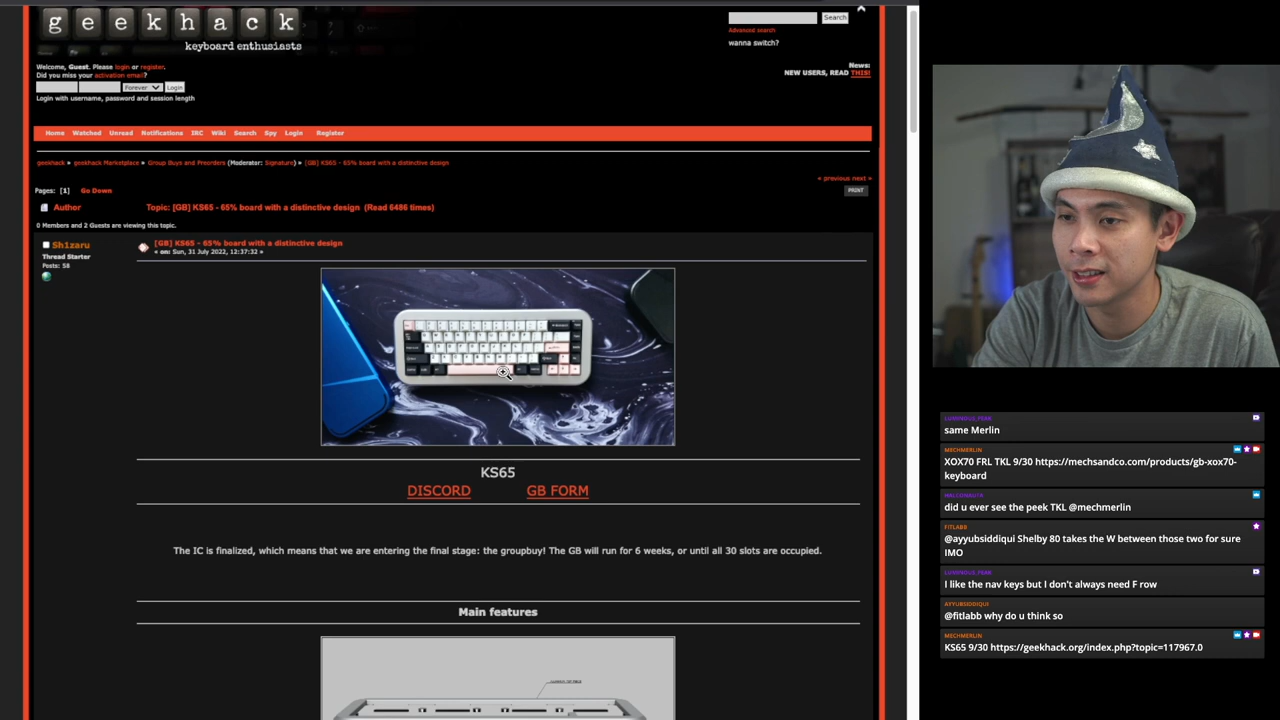 geekhack
keyboard enthusiasts
Search
Advanced search
wanna switch?
Welcome, Guest. Please login or register.
Did you miss your activation email?
Forever Login
Login with username, password and session length
News:
NEW USERS, READ THIS!
Home Watched Unread Notifications IRC Wiki Search Spy Login Register
geekhack » geekhack Marketplace » Group Buys and Preorders (Moderator: Signature) » [GB] KS65 - 65% board with a distinctive design
« previous next »
Pages: [1] Go Down
PRINT
Author Topic: [GB] KS65 - 65% board with a distinctive design (Read 6486 times)
0 Members and 2 Guests are viewing this topic.
Sh1zaru
Thread Starter
Posts: 58
[GB] KS65 - 65% board with a distinctive design
« on: Sun, 31 July 2022, 12:37:32 »
KS65
DISCORD GB FORM
The IC is finalized, which means that we are entering the final stage: the groupbuy! The GB will run for 6 weeks, or until all 30 slots are occupied.
Main features
LUVINOUS_PEAK
same Merlin
MECHMERLIN
XOX70 FRL TKL 9/30 https://mechsandco.com/products/gb-xox70-
keyboard
did u ever see the peek TKL @mechmerlin
FITLABB
@ayyubsiddiqui Shelby 80 takes the W between those two for sure
IMO
LUVINOUS_PEAK
I like the nav keys but I don't always need F row
AYYUBSIDDIQUI
@fitlabb why do u think so
MECHMERLIN
KS65 9/30 https://geekhack.org/index.php?topic=117967.0